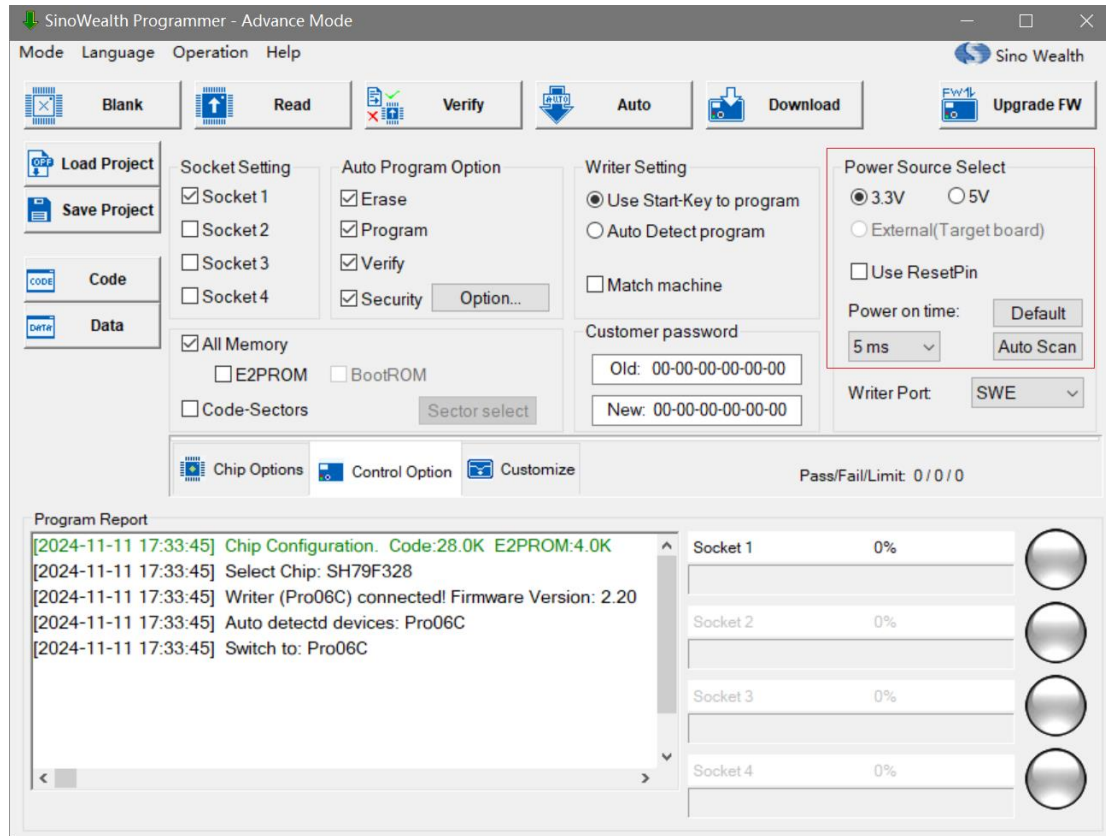 SinoWealth Programmer - Advance Mode
Mode Language Operation Help
Sino Wealth
Blank
Read
Verify
AUTO
Auto
Download
FW
Upgrade FW
OPF
Load Project
Save Project
CODE
Code
DATA
Data
Socket Setting
Socket 1
Socket 2
Socket 3
Socket 4
Auto Program Option
Erase
Program
Verify
Security Option...
Writer Setting
Use Start-Key to program
Auto Detect program
Match machine
Power Source Select
3.3V 5V
External(Target board)
Use ResetPin
Power on time: Default
5 ms Auto Scan
All Memory
E2PROM BootROM
Code-Sectors Sector select
Customer password
Old: 00-00-00-00-00-00
New: 00-00-00-00-00-00
Writer Port: SWE
Chip Options Control Option Customize
Pass/Fail/Limit: 0 / 0 / 0
Program Report
[2024-11-11 17:33:45] Chip Configuration. Code:28.0K E2PROM:4.0K
[2024-11-11 17:33:45] Select Chip: SH79F328
[2024-11-11 17:33:45] Writer (Pro06C) connected! Firmware Version: 2.20
[2024-11-11 17:33:45] Auto detectd devices: Pro06C
[2024-11-11 17:33:45] Switch to: Pro06C
Socket 1 0%
Socket 2 0%
Socket 3 0%
Socket 4 0%